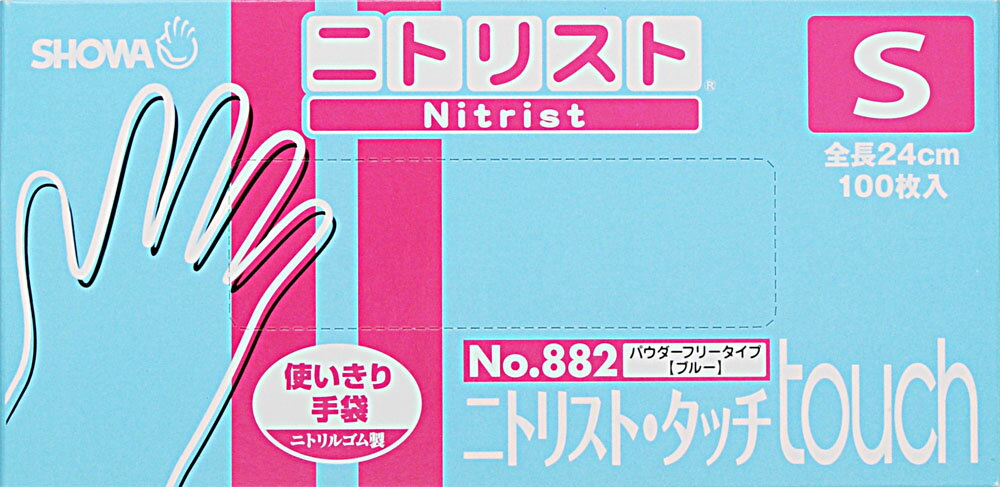 SHOWA
ニトリスト®
Nitrist
S
全長24cm
100枚入
使いきり
手袋
ニトリルゴム製
No.882
パウダーフリータイプ
【ブルー】
ニトリスト・タッチtouch